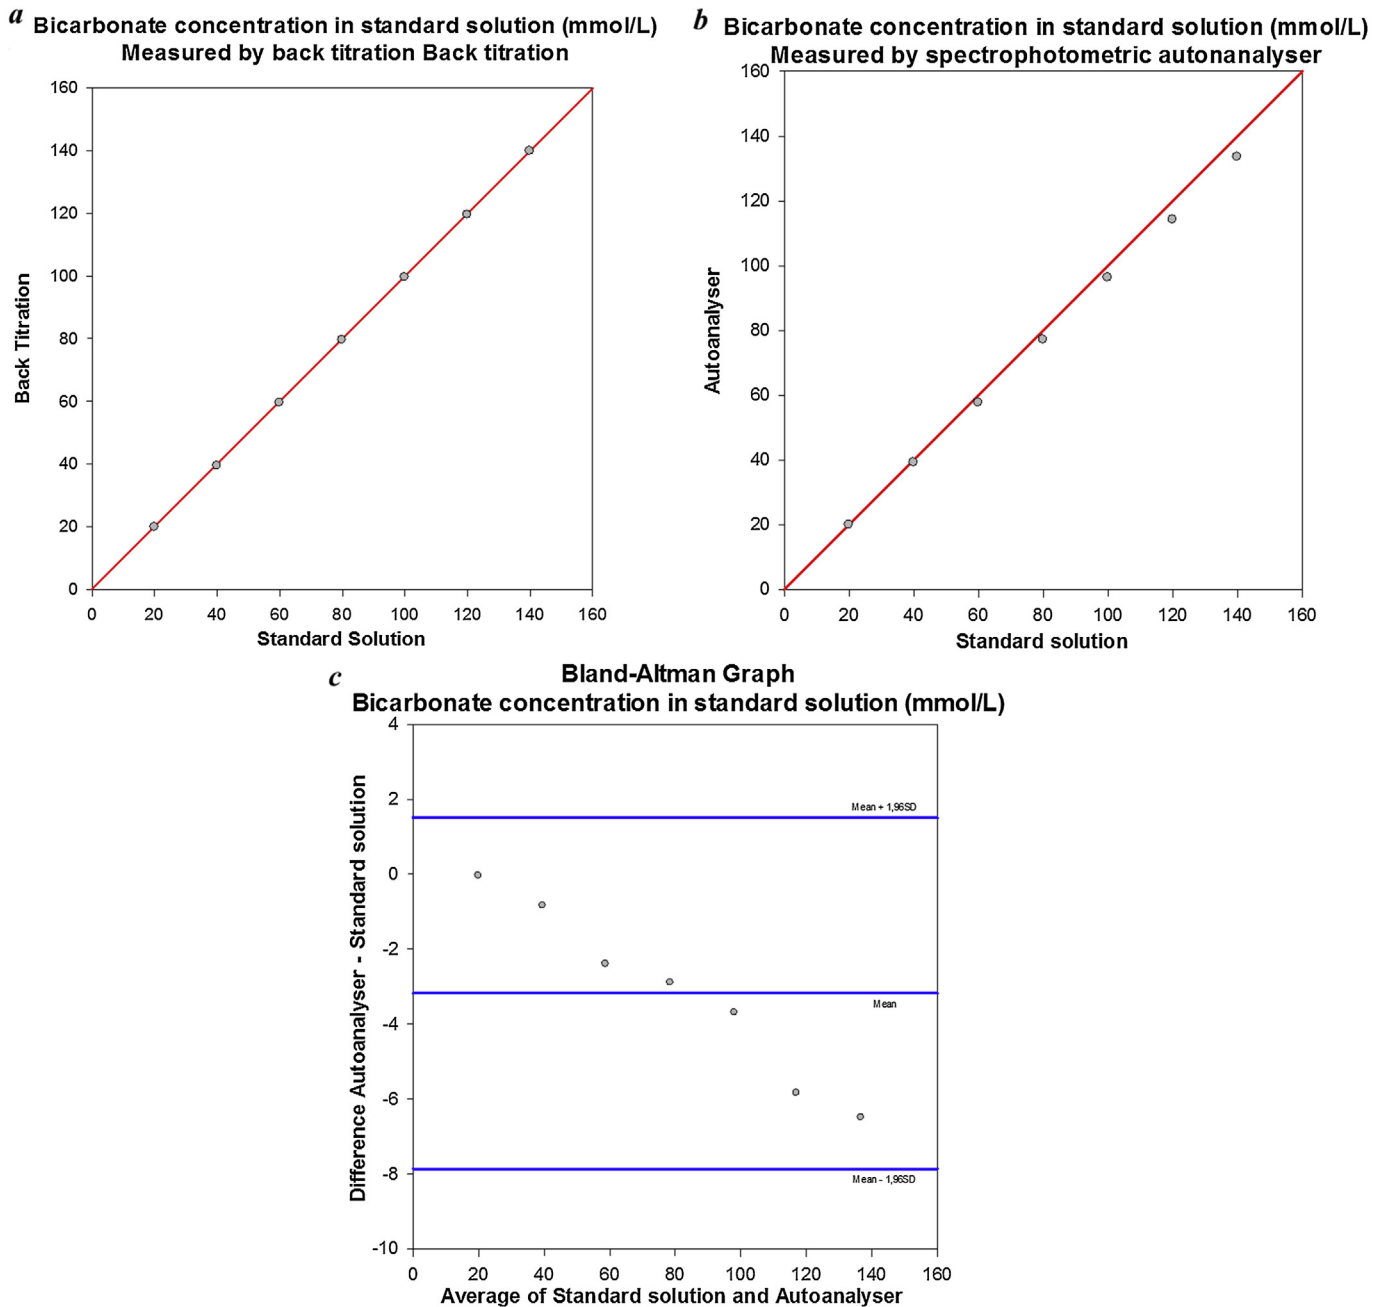 a
Bicarbonate concentration in standard solution (mmol/L)
Measured by back titration Back titration
160
140
120
100
80
60
40
20
0
Back Titration
0 20 40 60 80 100 120 140 160
Standard Solution
b
Bicarbonate concentration in standard solution (mmol/L)
Measured by spectrophotometric autonanalyser
160
140
120
100
80
60
40
20
0
Autoanalyser
0 20 40 60 80 100 120 140 160
Standard solution
c
Bland-Altman Graph
Bicarbonate concentration in standard solution (mmol/L)
4
2
0
-2
-4
-6
-8
-10
Difference Autoanalyser - Standard solution
Mean + 1,96SD
Mean
Mean - 1,96SD
0 20 40 60 80 100 120 140 160
Average of Standard solution and Autoanalyser